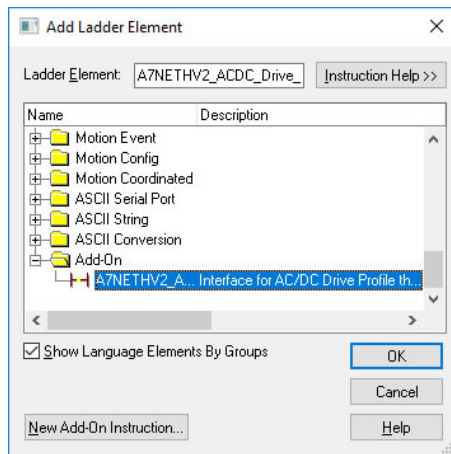 Add Ladder Element
Ladder Element: A7NETHV2_ACDC_Drive_ Instruction Help >>
Name Description
Motion Event
Motion Config
Motion Coordinated
ASCII Serial Port
ASCII String
ASCII Conversion
Add-On
A7NETHV2_A... Interface for AC/DC Drive Profile th...
Show Language Elements By Groups
OK
Cancel
New Add-On Instruction...
Help